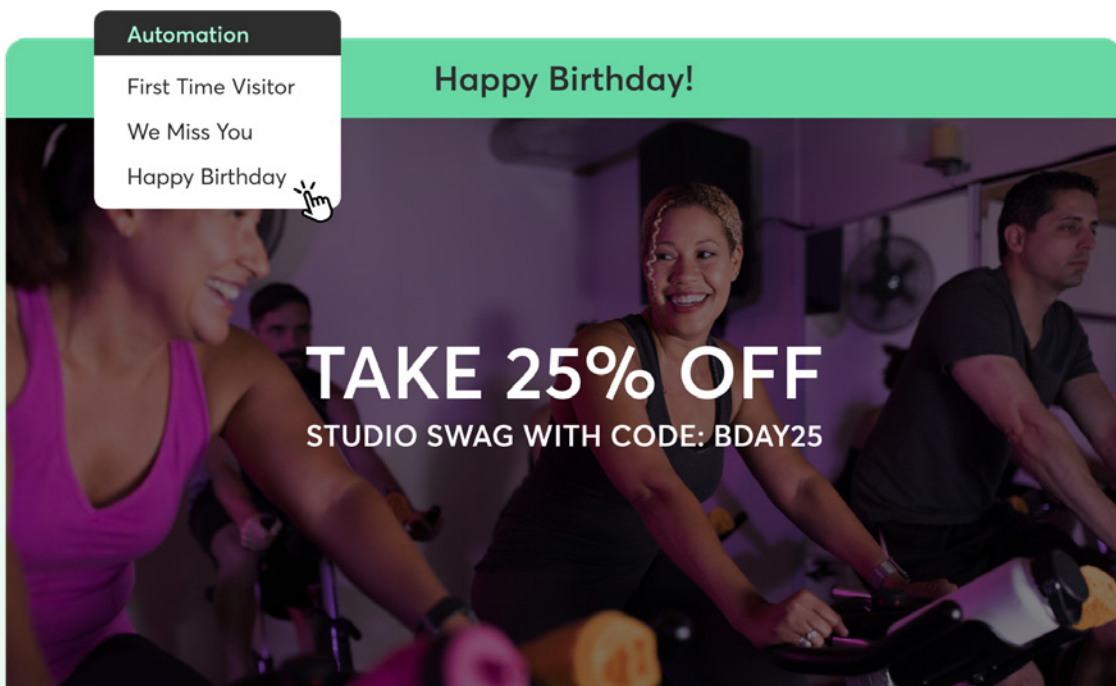 Automation
First Time Visitor
We Miss You
Happy Birthday
Happy Birthday!
TAKE 25% OFF
STUDIO SWAG WITH CODE: BDAY25